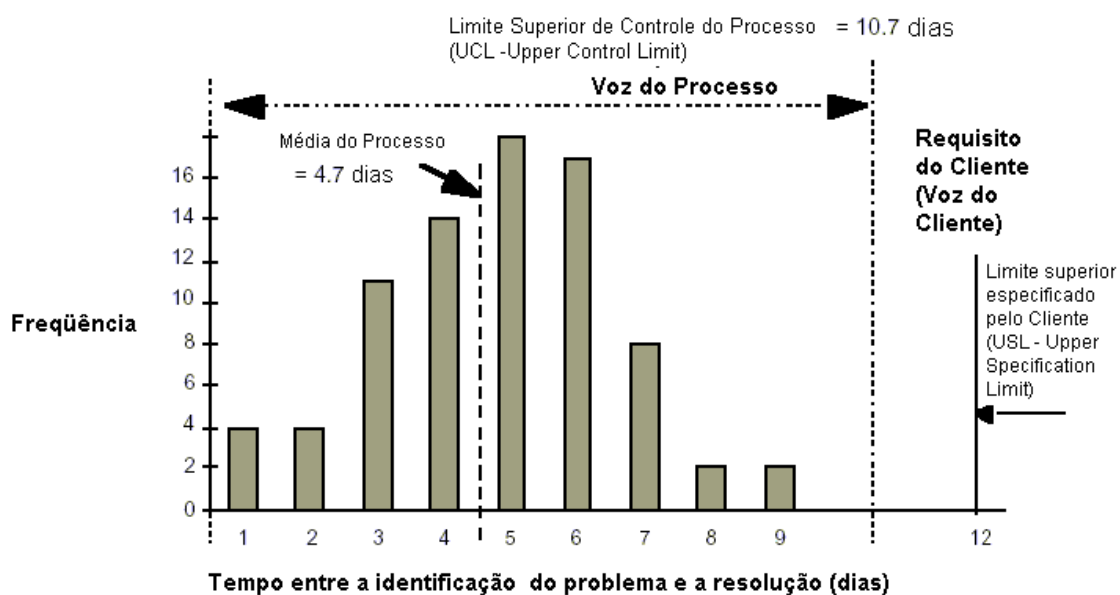 Limite Superior de Controle do Processo = 10.7 dias
(UCL -Upper Control Limit)
Voz do Processo
Média do Processo
= 4.7 dias
Requisito
do Cliente
(Voz do
Cliente)
Limite superior
especificado
pelo Cliente
(USL - Upper
Specification
Limit)
Freqüência
16
14
12
10
8
6
4
2
0
1 2 3 4 5 6 7 8 9 12
Tempo entre a identificação do problema e a resolução (dias)